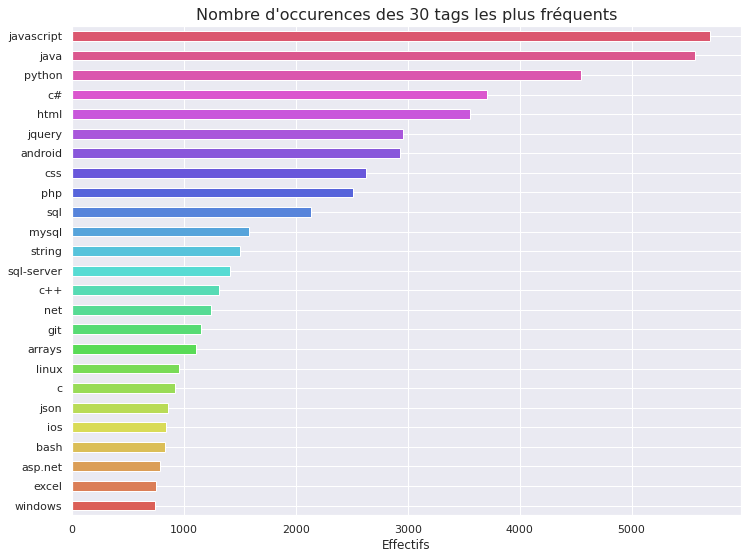 Nombre d'occurences des 30 tags les plus fréquents
javascript
java
python
c#
html
jquery
android
css
php
sql
mysql
string
sql-server
c++
net
git
arrays
linux
c
json
ios
bash
asp.net
excel
windows
0 1000 2000 3000 4000 5000
Effectifs